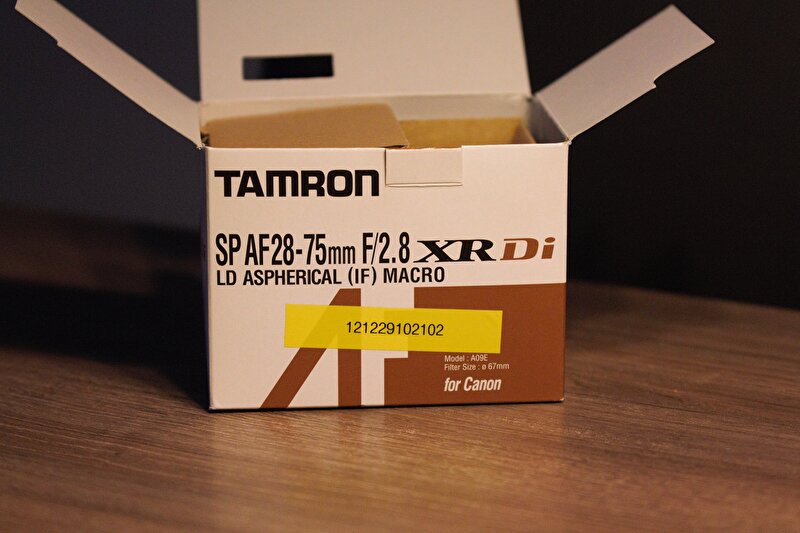 TAMRON
SP AF28-75mm F/2.8 XR Di
LD ASPHERICAL (IF) MACRO
AF
121229102102
Model : A09E
Filter Size : ø 67mm
for Canon